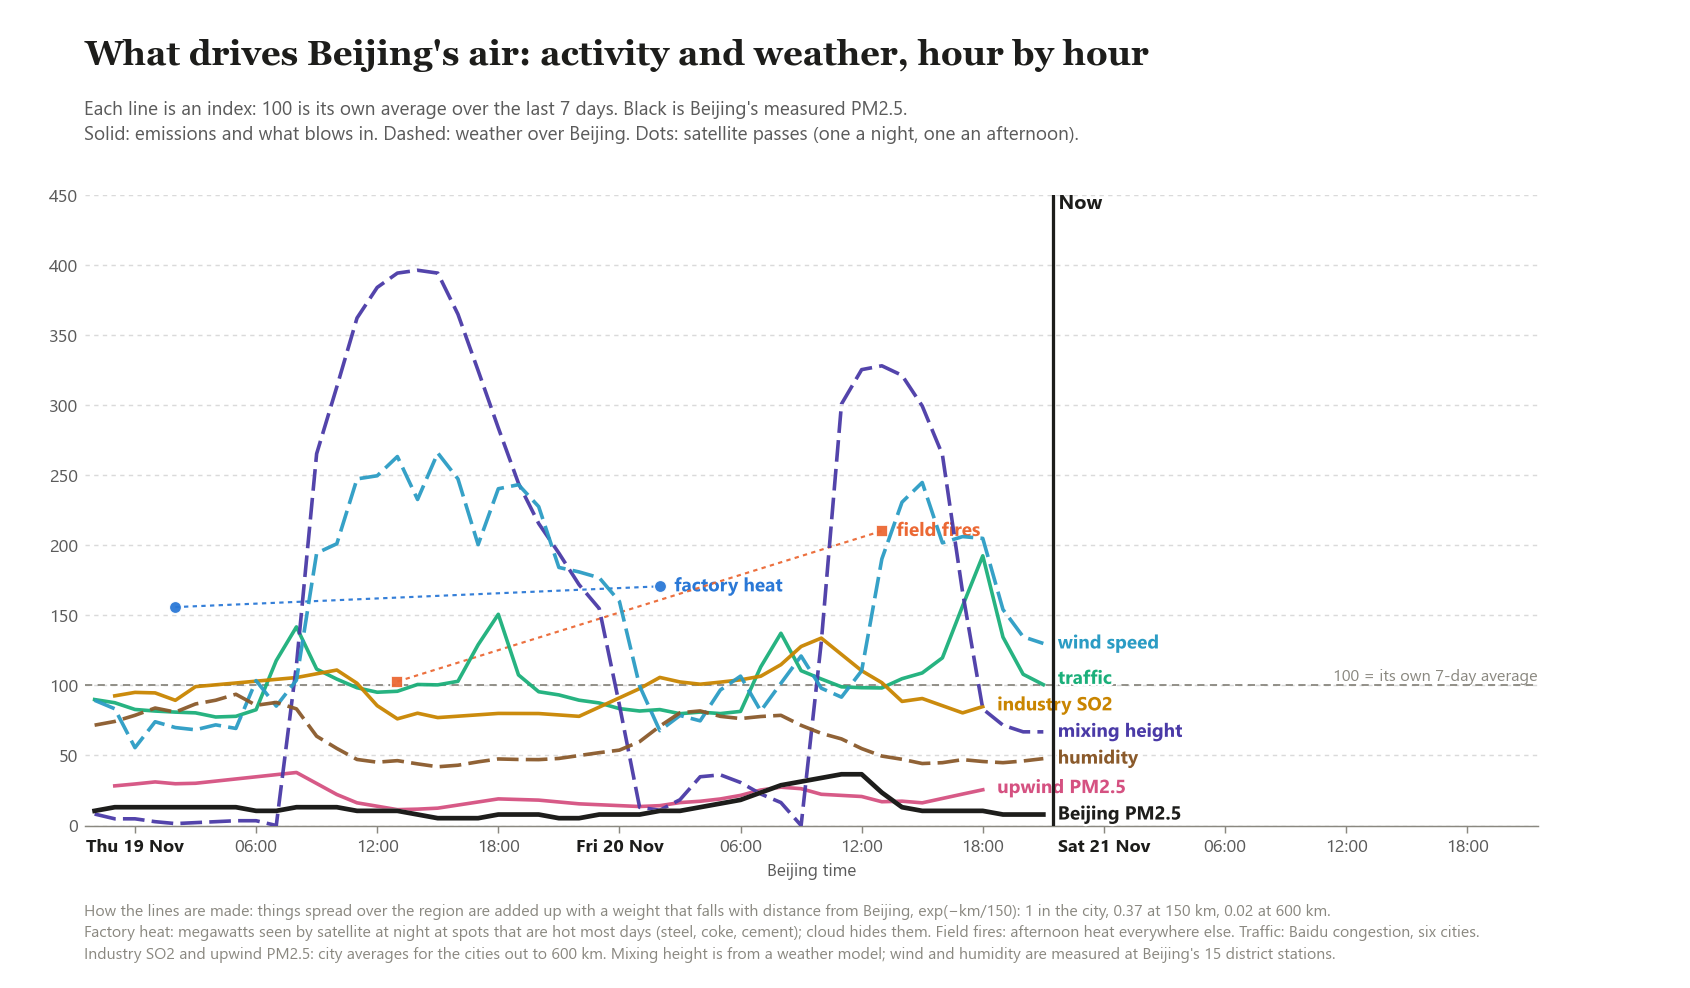 What drives Beijing's air: activity and weather, hour by hour
Each line is an index: 100 is its own average over the last 7 days. Black is Beijing's measured PM2.5.
Solid: emissions and what blows in. Dashed: weather over Beijing. Dots: satellite passes (one a night, one an afternoon).
450
Now
400
350
300
250
200
field fires
factory heat
150
wind speed
traffic
100 = its own 7-day average
100
industry SO2
mixing height
50
humidity
upwind PM2.5
Beijing PM2.5
0
Thu 19 Nov 06:00 12:00 18:00 Fri 20 Nov 06:00 12:00 18:00 Sat 21 Nov 06:00 12:00 18:00
Beijing time
How the lines are made: things spread over the region are added up with a weight that falls with distance from Beijing, exp(−km/150): 1 in the city, 0.37 at 150 km, 0.02 at 600 km.
Factory heat: megawatts seen by satellite at night at spots that are hot most days (steel, coke, cement); cloud hides them. Field fires: afternoon heat everywhere else. Traffic: Baidu congestion, six cities.
Industry SO2 and upwind PM2.5: city averages for the cities out to 600 km. Mixing height is from a weather model; wind and humidity are measured at Beijing's 15 district stations.